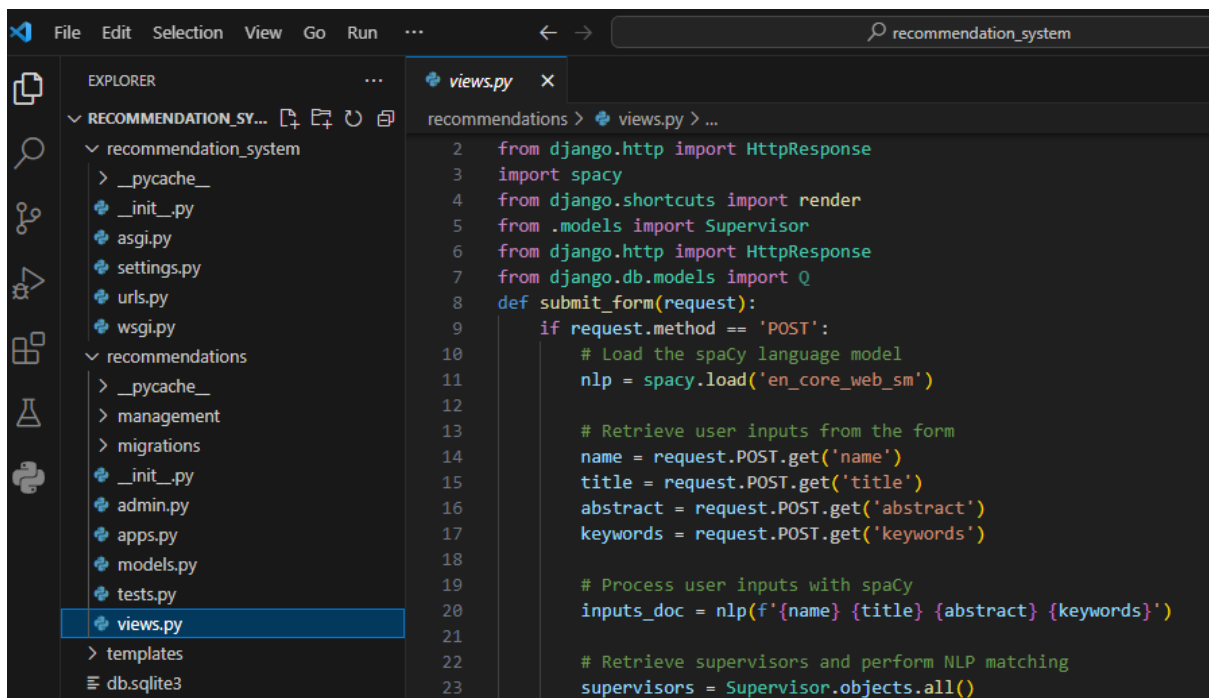 File Edit Selection View Go Run ... recommendation_system
EXPLORER ...
RECOMMENDATION_SY...
recommendation_system
__pycache__
__init__.py
asgi.py
settings.py
urls.py
wsgi.py
recommendations
__pycache__
management
migrations
__init__.py
admin.py
apps.py
models.py
tests.py
views.py
templates
db.sqlite3
views.py
recommendations > views.py > ...
2 from django.http import HttpResponse
3 import spacy
4 from django.shortcuts import render
5 from .models import Supervisor
6 from django.http import HttpResponse
7 from django.db.models import Q
8 def submit_form(request):
9     if request.method == 'POST':
10         # Load the spaCy language model
11         nlp = spacy.load('en_core_web_sm')
12
13         # Retrieve user inputs from the form
14         name = request.POST.get('name')
15         title = request.POST.get('title')
16         abstract = request.POST.get('abstract')
17         keywords = request.POST.get('keywords')
18
19         # Process user inputs with spaCy
20         inputs_doc = nlp(f'{name} {title} {abstract} {keywords}')
21
22         # Retrieve supervisors and perform NLP matching
23         supervisors = Supervisor.objects.all()